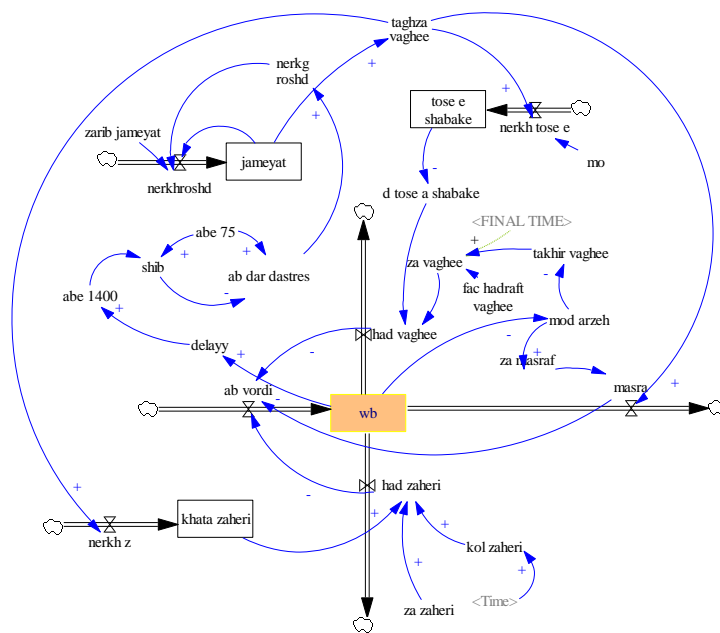 taghza
vaghee
+
nerkg
roshd
+
tose e
shabake
+
nerkh tose e
zarib jameyat
jameyat
nerkhroshd
mo
-
d tose a shabake
<FINAL TIME>
abe 75
+
+
+
shib
ab dar dastres
za vaghee
takhir vaghee
-
fac hadraft
vaghee
abe 1400
-
+
mod arzeh
had vaghee
-
delayy
+
-
+
za masraf
ab vordi
-
masra
+
wb
had zaheri
-
+
+
khata zaheri
nerkh z
+
kol zaheri
+
+
<Time>
za zaheri